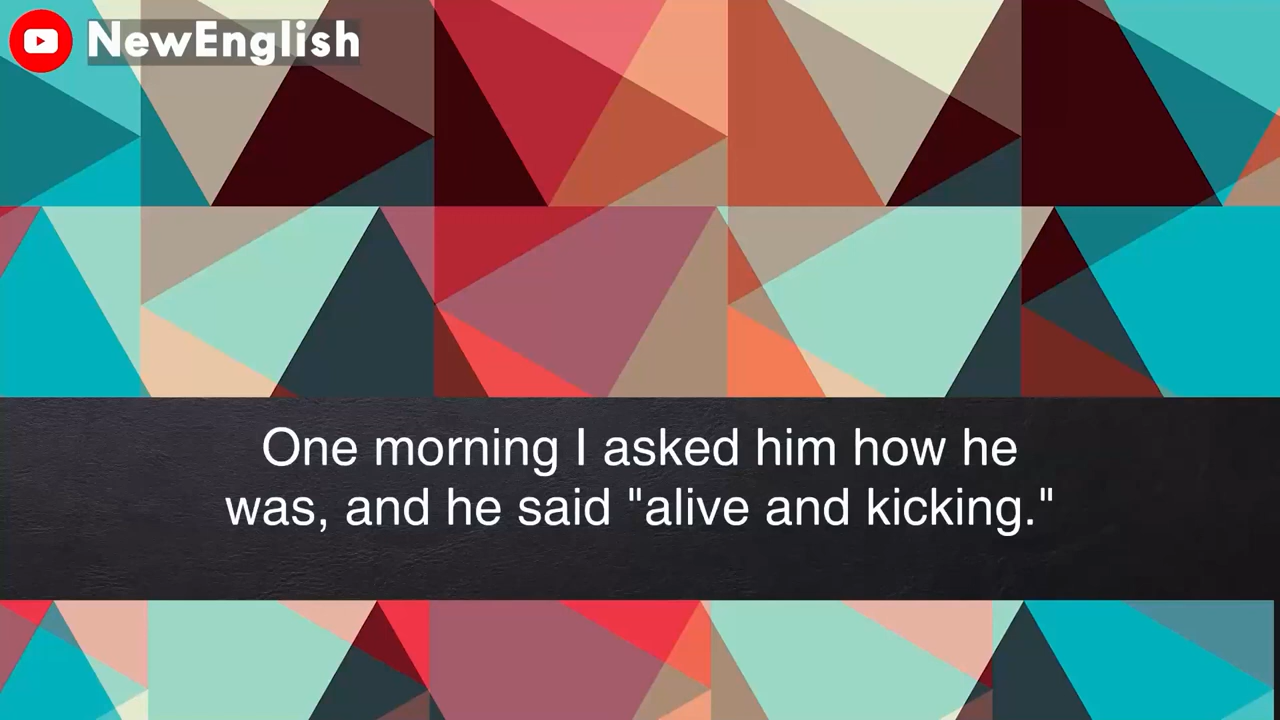 NewEnglish
One morning I asked him how he
was, and he said "alive and kicking."